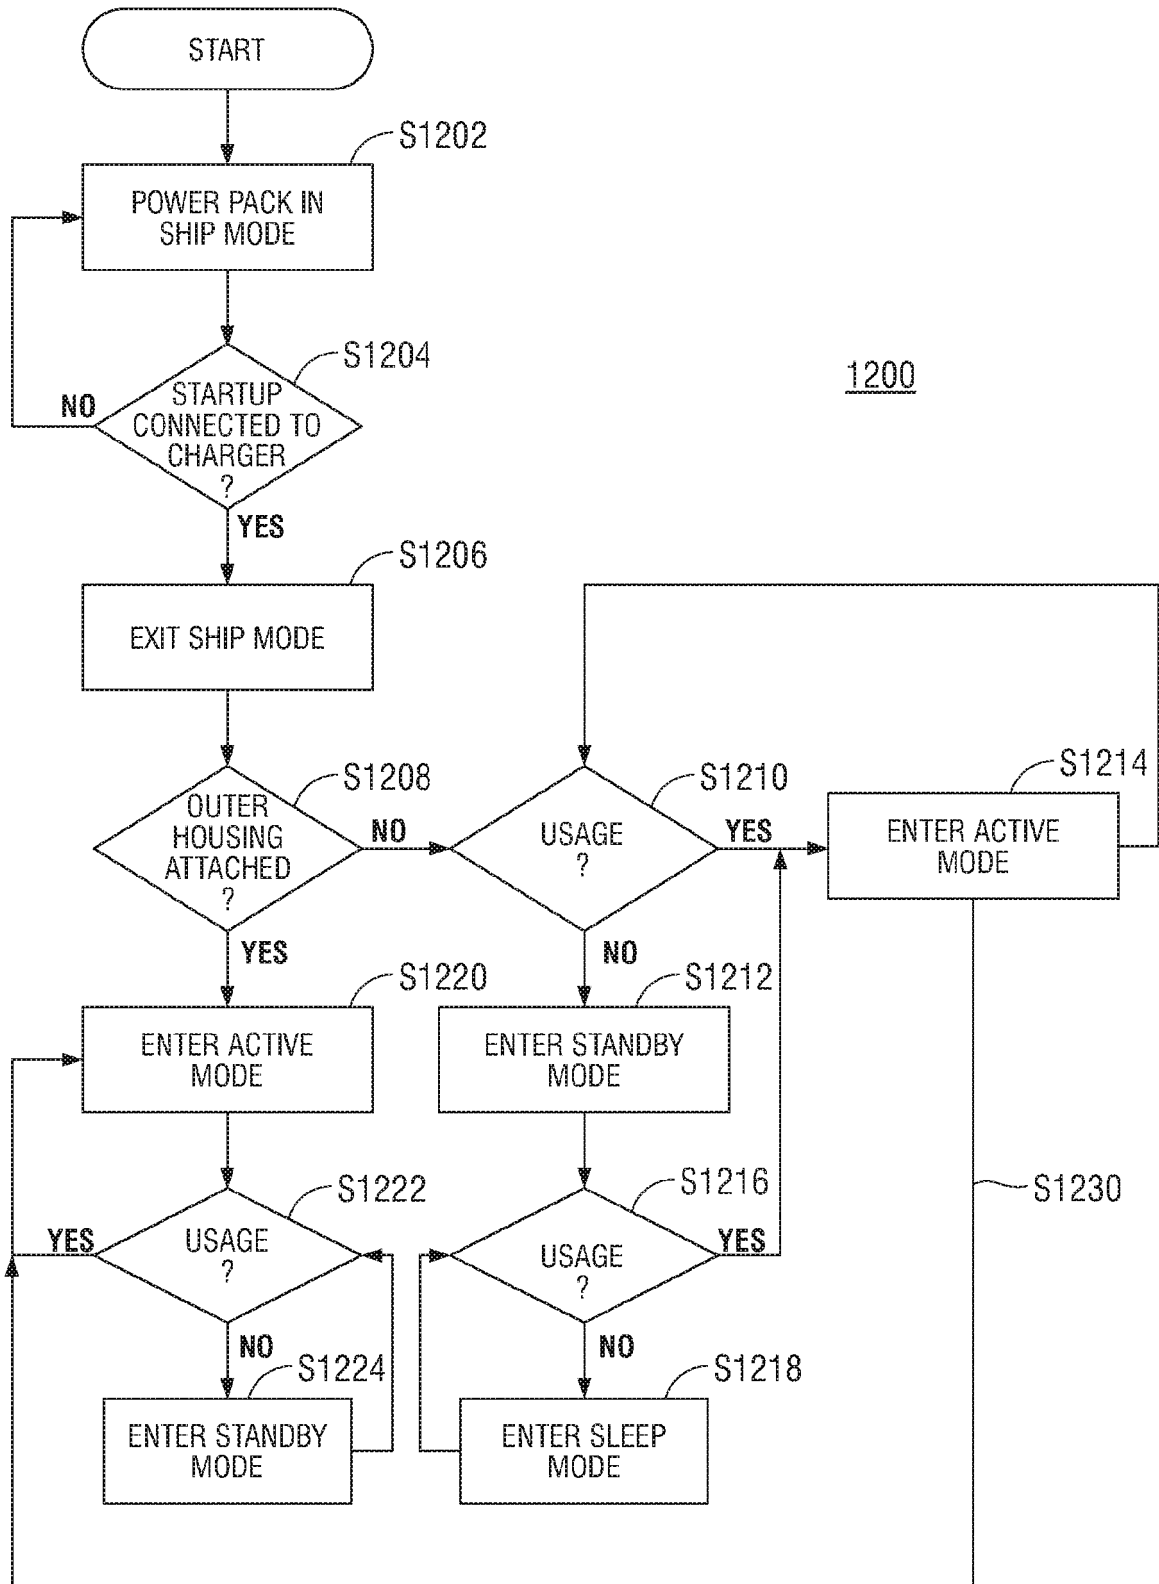 START
S1202
POWER PACK IN
SHIP MODE
S1204
STARTUP
CONNECTED TO
CHARGER
?
NO
YES
1200
S1206
EXIT SHIP MODE
S1208
OUTER
HOUSING
ATTACHED
?
NO
YES
S1210
USAGE
?
YES
NO
S1214
ENTER ACTIVE
MODE
S1220
ENTER ACTIVE
MODE
S1212
ENTER STANDBY
MODE
S1222
USAGE
?
YES
NO
S1216
USAGE
?
YES
NO
S1230
S1224
ENTER STANDBY
MODE
S1218
ENTER SLEEP
MODE